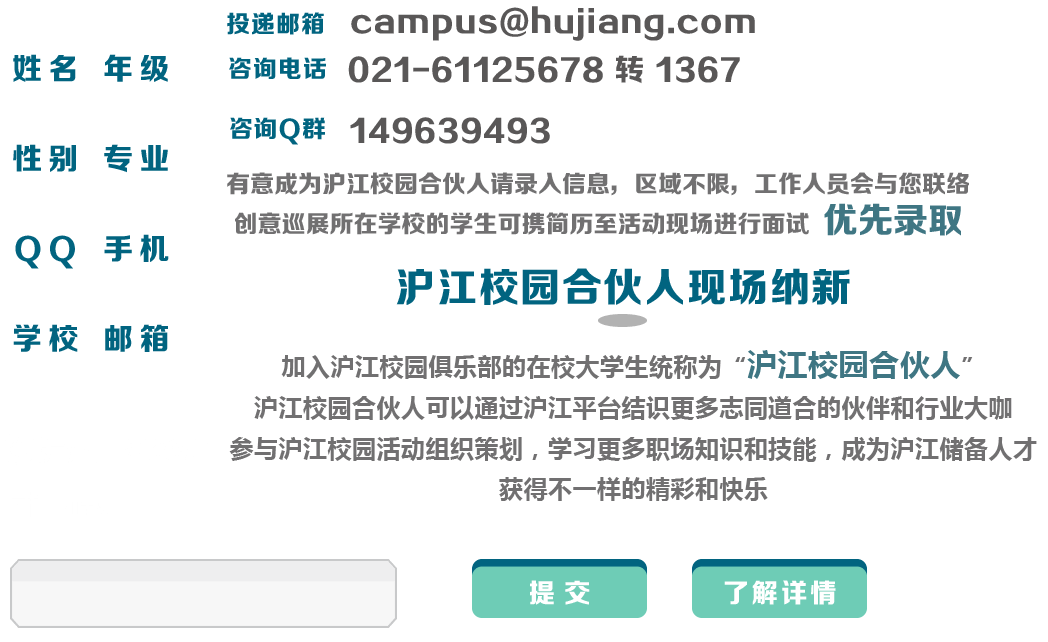 投递邮箱 campus@hujiang.com
姓名 年级
咨询电话 021-61125678 转 1367
咨询Q群 149639493
性别 专业
有意成为沪江校园合伙人请录入信息，区域不限，工作人员会与您联络
创意巡展所在学校的学生可携简历至活动现场进行面试 优先录取
QQ 手机
沪江校园合伙人现场纳新
学校 邮箱
加入沪江校园俱乐部的在校大学生统称为“沪江校园合伙人”
沪江校园合伙人可以通过沪江平台结识更多志同道合的伙伴和行业大咖
参与沪江校园活动组织策划，学习更多职场知识和技能，成为沪江储备人才
获得不一样的精彩和快乐
提交 了解详情